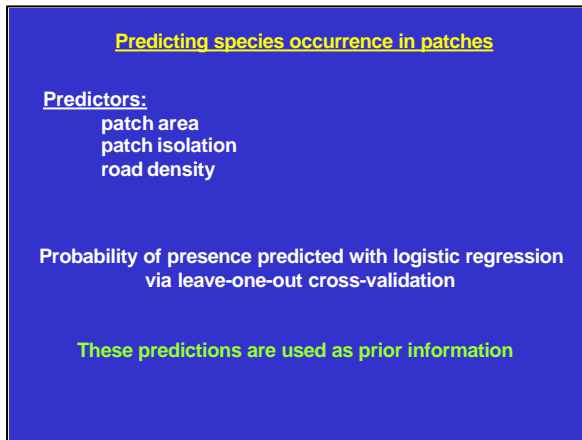 Predicting species occurrence in patches
Predictors:
patch area
patch isolation
road density
Probability of presence predicted with logistic regression
via leave-one-out cross-validation
These predictions are used as prior information